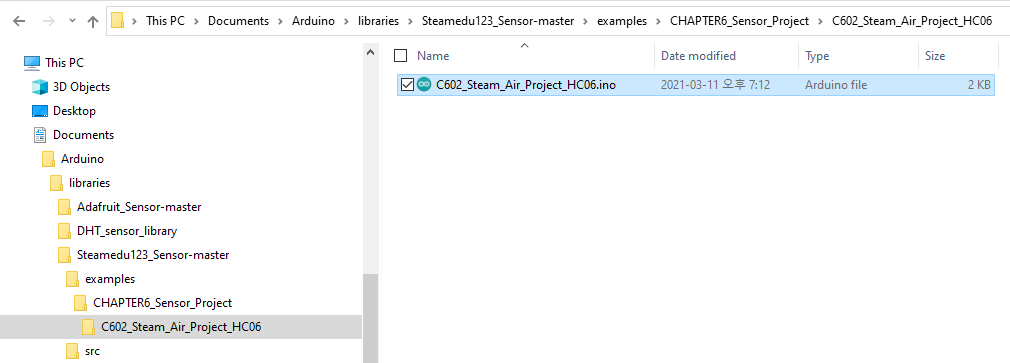 This PC > Documents > Arduino > libraries > Steamedu123_Sensor-master > examples > CHAPTER6_Sensor_Project > C602_Steam_Air_Project_HC06
This PC
3D Objects
Desktop
Documents
Arduino
libraries
Adafruit_Sensor-master
DHT_sensor_library
Steamedu123_Sensor-master
examples
CHAPTER6_Sensor_Project
C602_Steam_Air_Project_HC06
src
Name Date modified Type Size
C602_Steam_Air_Project_HC06.ino 2021-03-11 오후 7:12 Arduino file 2 KB